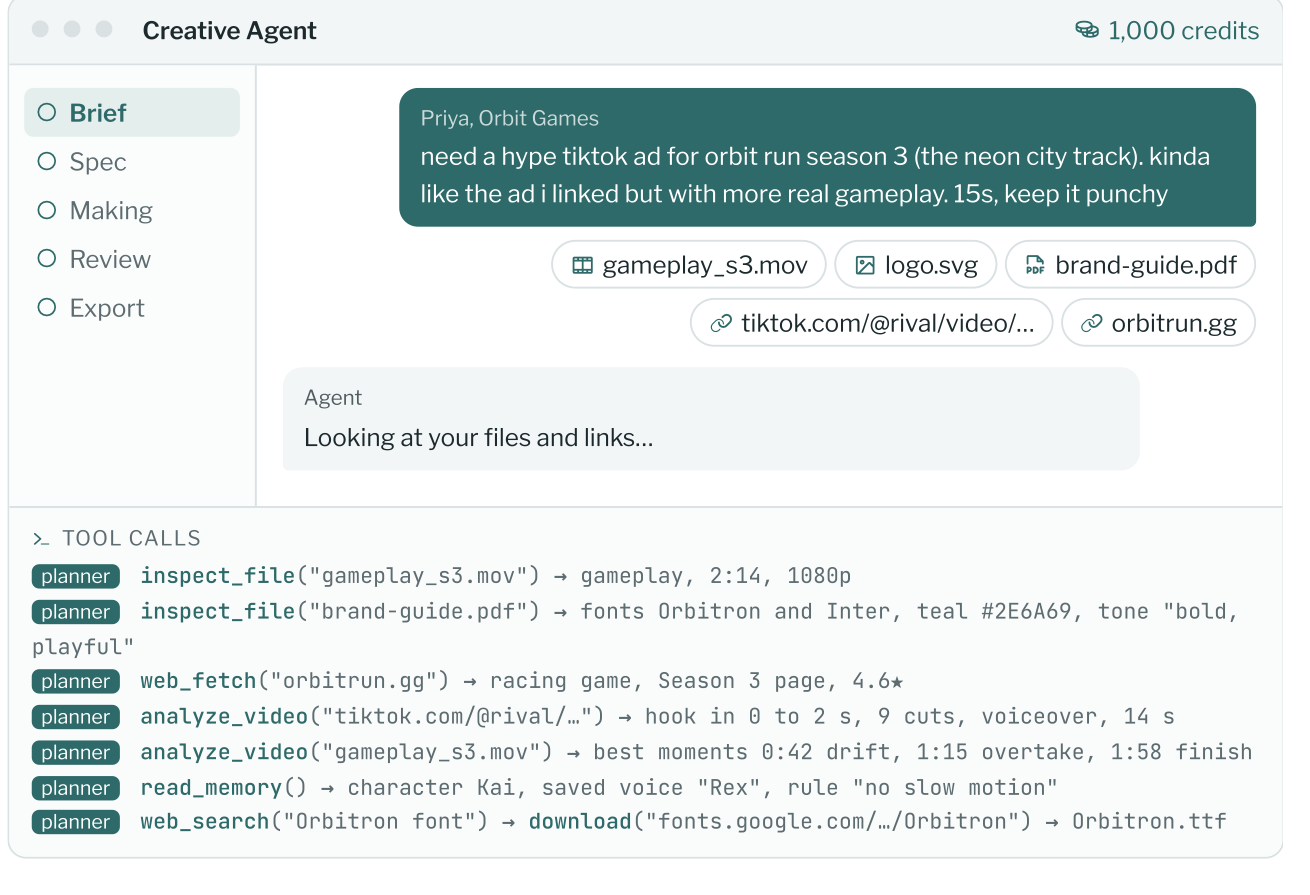 Creative Agent
1,000 credits
Brief
Spec
Making
Review
Export
Priya, Orbit Games
need a hype tiktok ad for orbit run season 3 (the neon city track). kinda
like the ad i linked but with more real gameplay. 15s, keep it punchy
gameplay_s3.mov
logo.svg
PDF
brand-guide.pdf
tiktok.com/@rival/video/…
orbitrun.gg
Agent
Looking at your files and links…
>_ TOOL CALLS
planner inspect_file("gameplay_s3.mov") → gameplay, 2:14, 1080p
planner inspect_file("brand-guide.pdf") → fonts Orbitron and Inter, teal #2E6A69, tone "bold,
playful"
planner web_fetch("orbitrun.gg") → racing game, Season 3 page, 4.6★
planner analyze_video("tiktok.com/@rival/…") → hook in 0 to 2 s, 9 cuts, voiceover, 14 s
planner analyze_video("gameplay_s3.mov") → best moments 0:42 drift, 1:15 overtake, 1:58 finish
planner read_memory() → character Kai, saved voice "Rex", rule "no slow motion"
planner web_search("Orbitron font") → download("fonts.google.com/…/Orbitron") → Orbitron.ttf